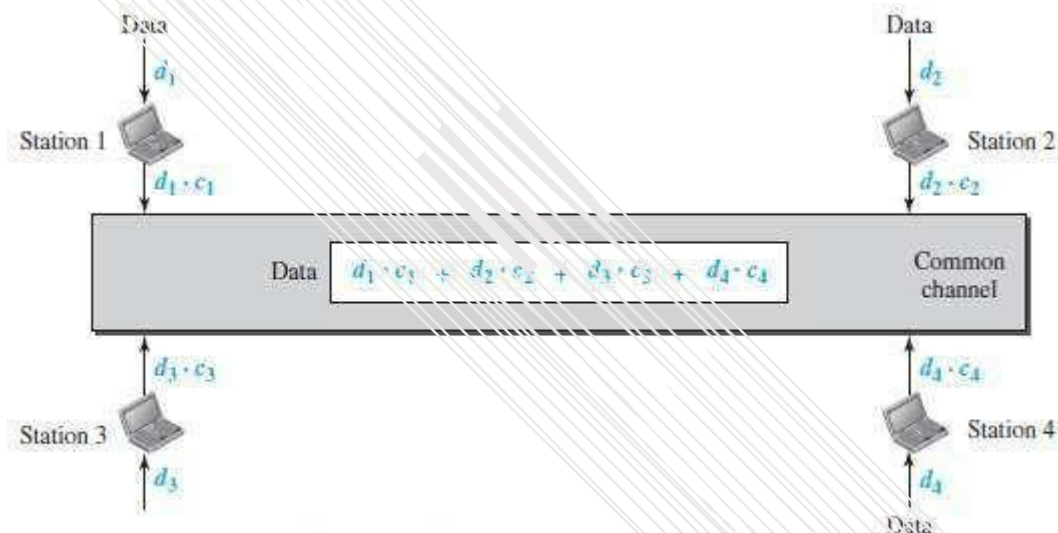 Data
Data
d₁
d₂
Station 1
Station 2
d₁ · c₁
d₂ · c₂
Data
d₁ · c₁ + d₂ · c₂ + d₃ · c₃ + d₄ · c₄
Common
channel
d₃ · c₃
d₄ · c₄
Station 3
Station 4
d₃
d₄
Data